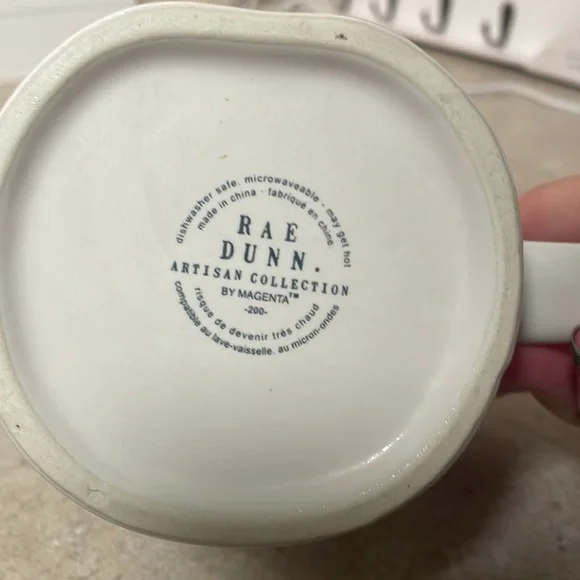 dishwasher safe. microwaveable - may get hot
made in china · fabriqué en chine.
RAE
DUNN.
ARTISAN COLLECTION
BY MAGENTA™
-200-
risque de devenir très chaud
compatible au lave-vaisselle. au micron-ondes